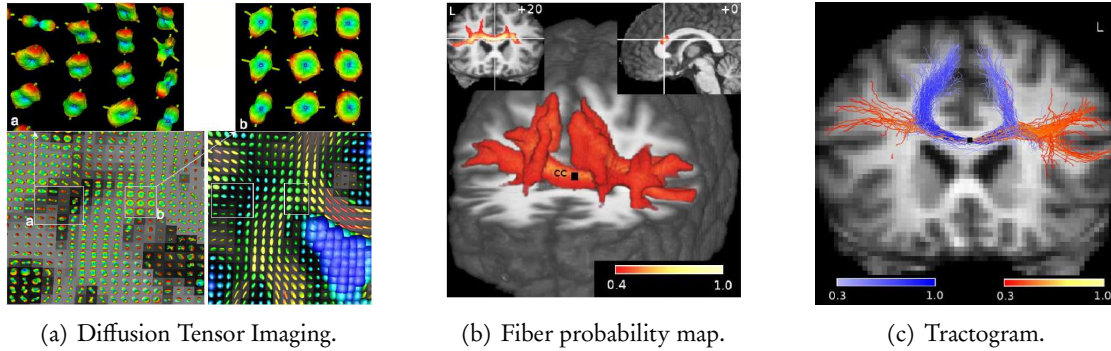 a
b
a
b
L
+20
+0
cc
0.4
1.0
L
0.3
1.0
0.3
1.0
(a) Diffusion Tensor Imaging.
(b) Fiber probability map.
(c) Tractogram.